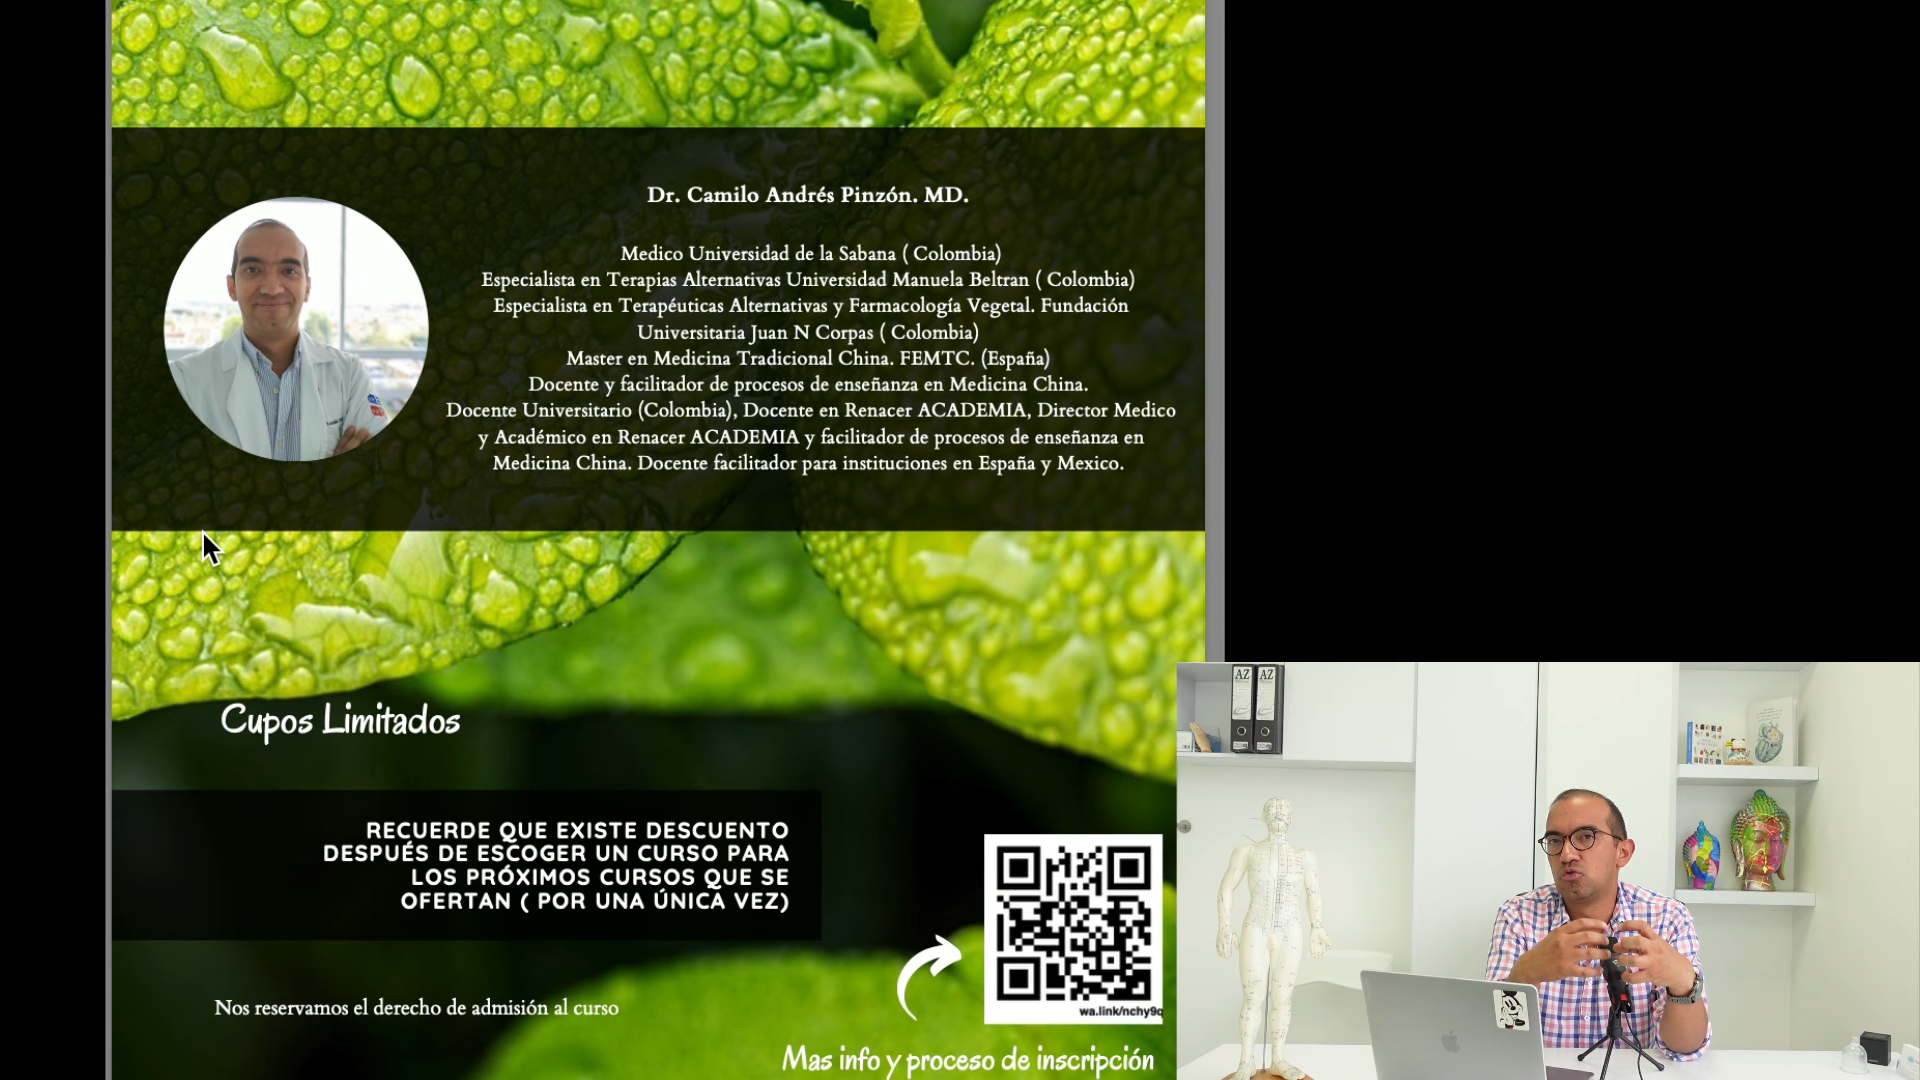 Dr. Camilo Andrés Pinzón. MD.
Medico Universidad de la Sabana ( Colombia)
Especialista en Terapias Alternativas Universidad Manuela Beltran ( Colombia)
Especialista en Terapéuticas Alternativas y Farmacología Vegetal. Fundación
Universitaria Juan N Corpas ( Colombia)
Master en Medicina Tradicional China. FEMTC. (España)
Docente y facilitador de procesos de enseñanza en Medicina China.
Docente Universitario (Colombia), Docente en Renacer ACADEMIA, Director Medico
y Académico en Renacer ACADEMIA y facilitador de procesos de enseñanza en
Medicina China. Docente facilitador para instituciones en España y Mexico.
Cupos Limitados
RECUERDE QUE EXISTE DESCUENTO
DESPUÉS DE ESCOGER UN CURSO PARA
LOS PRÓXIMOS CURSOS QUE SE
OFERTAN ( POR UNA ÚNICA VEZ)
Nos reservamos el derecho de admisión al curso
wa.link/nchy9q
Mas info y proceso de inscripción
AZ AZ